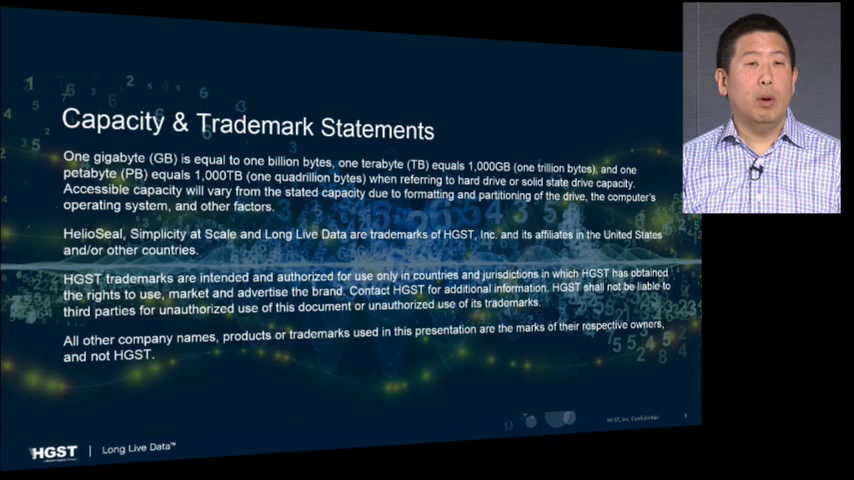 Capacity & Trademark Statements
One gigabyte (GB) is equal to one billion bytes, one terabyte (TB) equals 1,000GB (one trillion bytes), and one
petabyte (PB) equals 1,000TB (one quadrillion bytes) when referring to hard drive or solid state drive capacity.
Accessible capacity will vary from the stated capacity due to formatting and partitioning of the drive, the computer's
operating system, and other factors.
HelioSeal, Simplicity at Scale and Long Live Data are trademarks of HGST, Inc. and its affiliates in the United States
and/or other countries.
HGST trademarks are intended and authorized for use only in countries and jurisdictions in which HGST has obtained
the rights to use, market and advertise the brand. Contact HGST for additional information. HGST shall not be liable to
third parties for unauthorized use of this document or unauthorized use of its trademarks.
All other company names, products or trademarks used in this presentation are the marks of their respective owners,
and not HGST.
HGST, Inc. Confidential
HGST | Long Live Data™